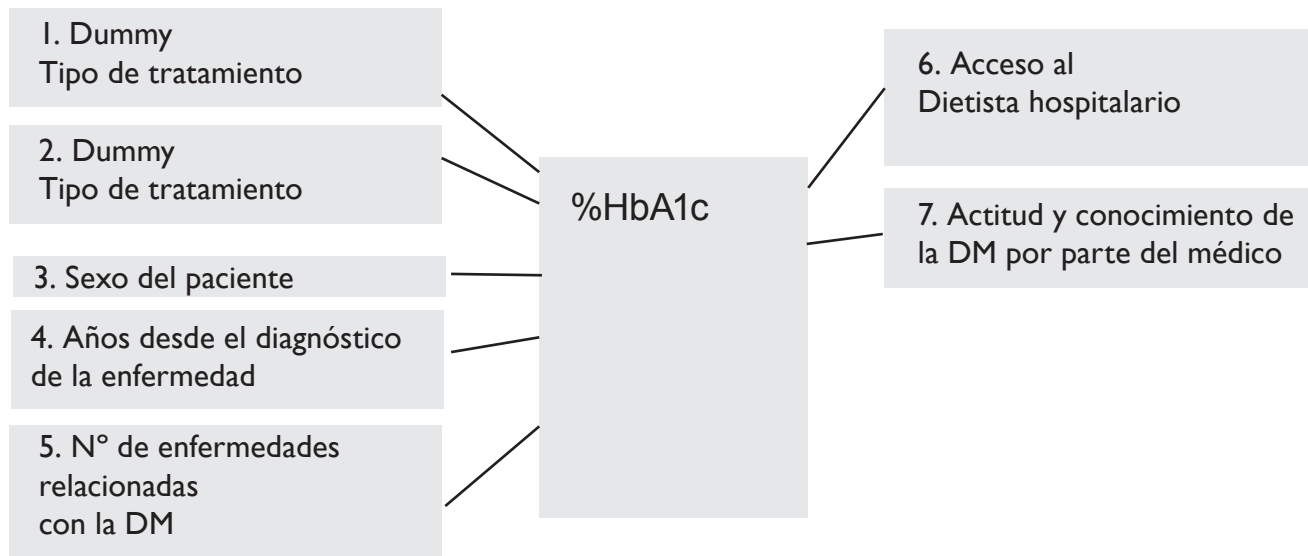 1. Dummy
Tipo de tratamiento
2. Dummy
Tipo de tratamiento
3. Sexo del paciente
4. Años desde el diagnóstico
de la enfermedad
5. Nº de enfermedades
relacionadas
con la DM
%HbA1c
6. Acceso al
Dietista hospitalario
7. Actitud y conocimiento de
la DM por parte del médico